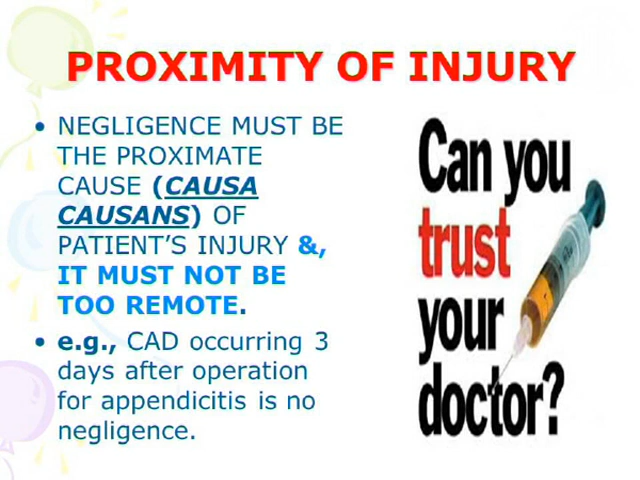 PROXIMITY OF INJURY
• NEGLIGENCE MUST BE
THE PROXIMATE
CAUSE (CAUSA
CAUSANS) OF
PATIENT’S INJURY &,
IT MUST NOT BE
TOO REMOTE.
• e.g., CAD occurring 3
days after operation
for appendicitis is no
negligence.
Can you
trust
your
doctor?